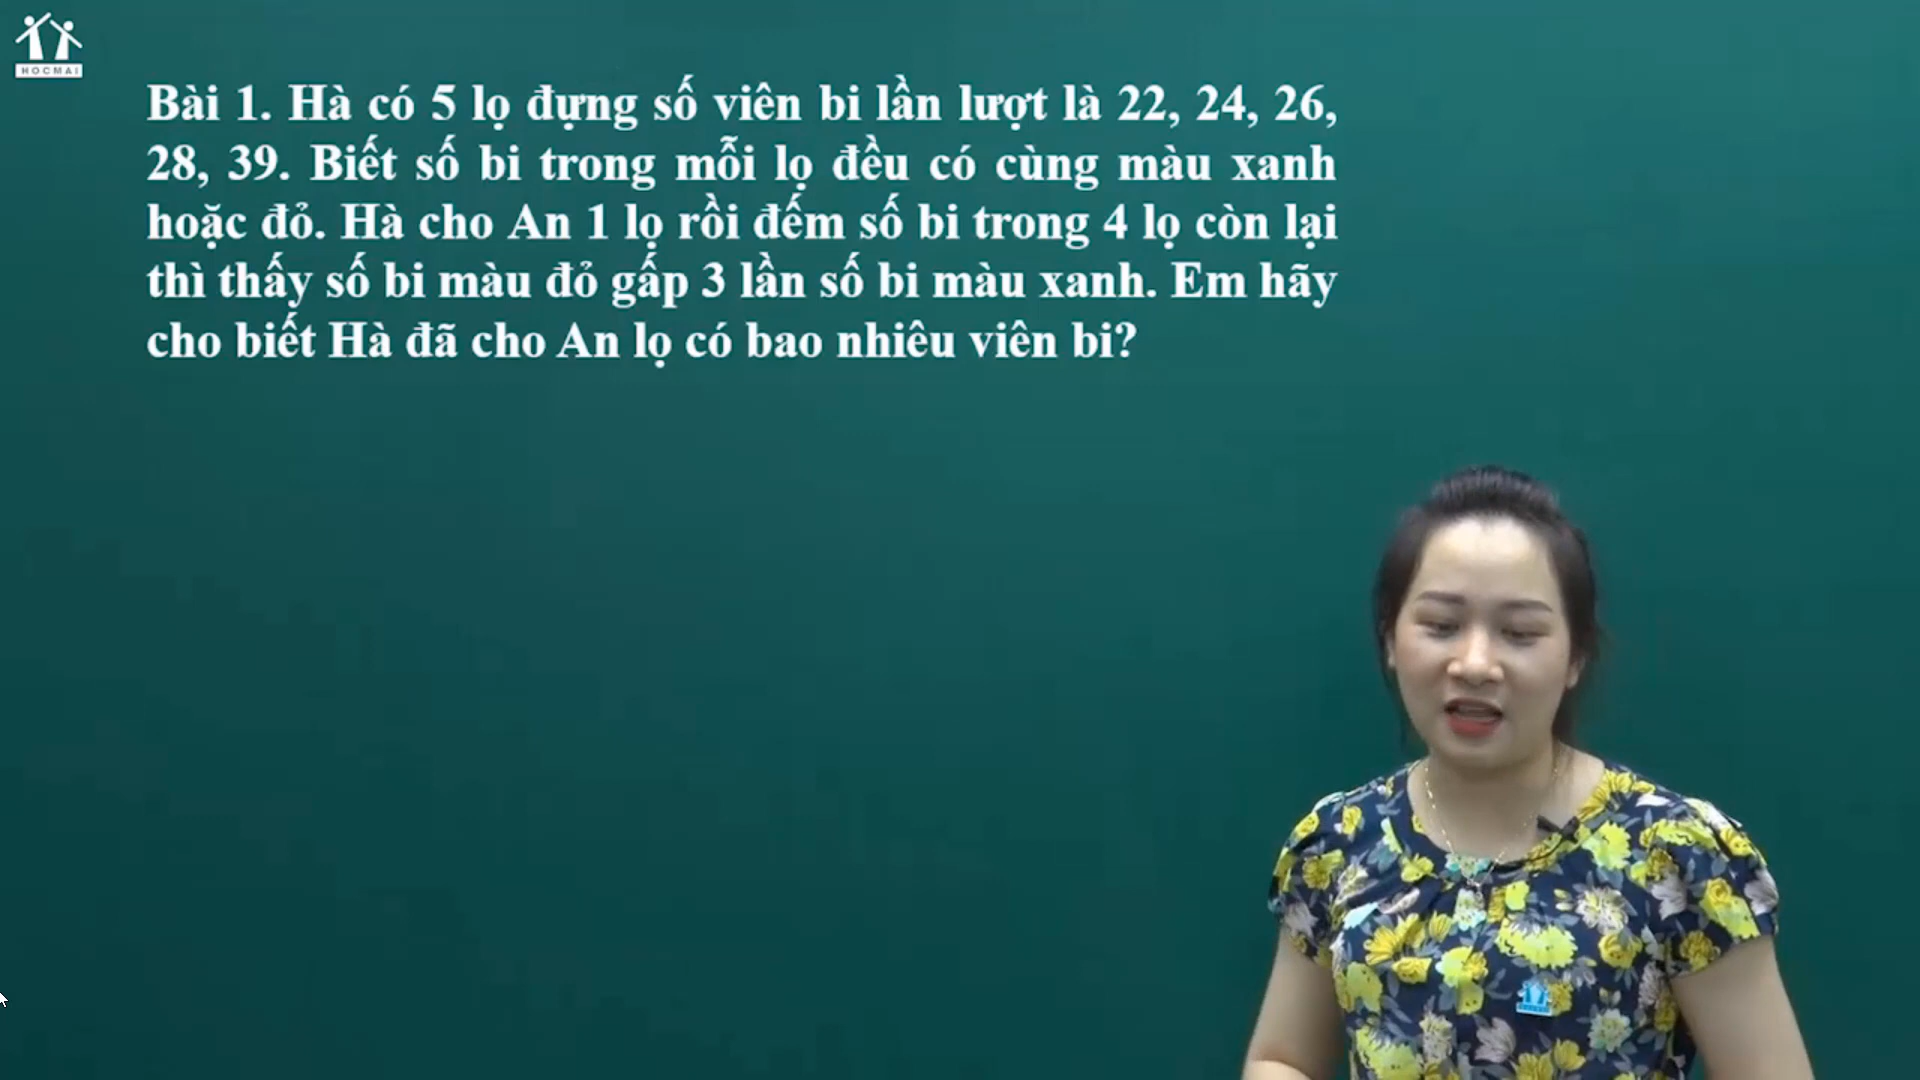 HOCMAI
Bài 1. Hà có 5 lọ đựng số viên bi lần lượt là 22, 24, 26,
28, 39. Biết số bi trong mỗi lọ đều có cùng màu xanh
hoặc đỏ. Hà cho An 1 lọ rồi đếm số bi trong 4 lọ còn lại
thì thấy số bi màu đỏ gấp 3 lần số bi màu xanh. Em hãy
cho biết Hà đã cho An lọ có bao nhiêu viên bi?